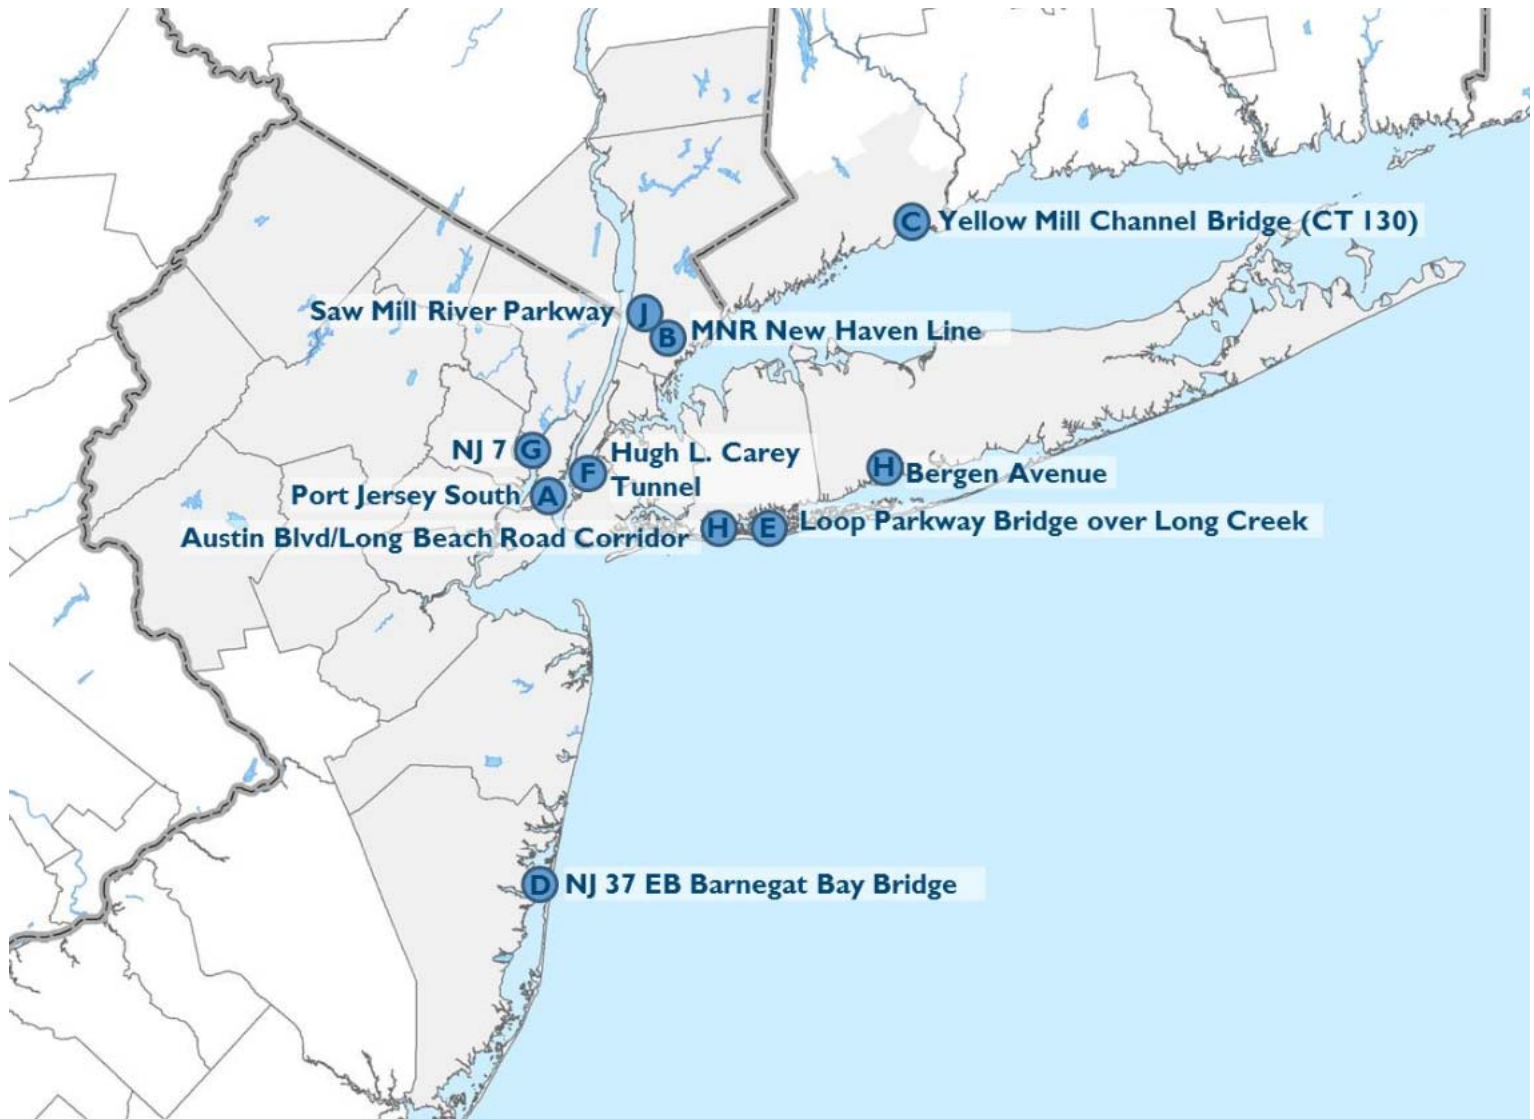 C Yellow Mill Channel Bridge (CT 130)
Saw Mill River Parkway J
B MNR New Haven Line
NJ 7 G
F Hugh L. Carey
Tunnel
H Bergen Avenue
Port Jersey South A
Austin Blvd/Long Beach Road Corridor H
E Loop Parkway Bridge over Long Creek
D NJ 37 EB Barnegat Bay Bridge